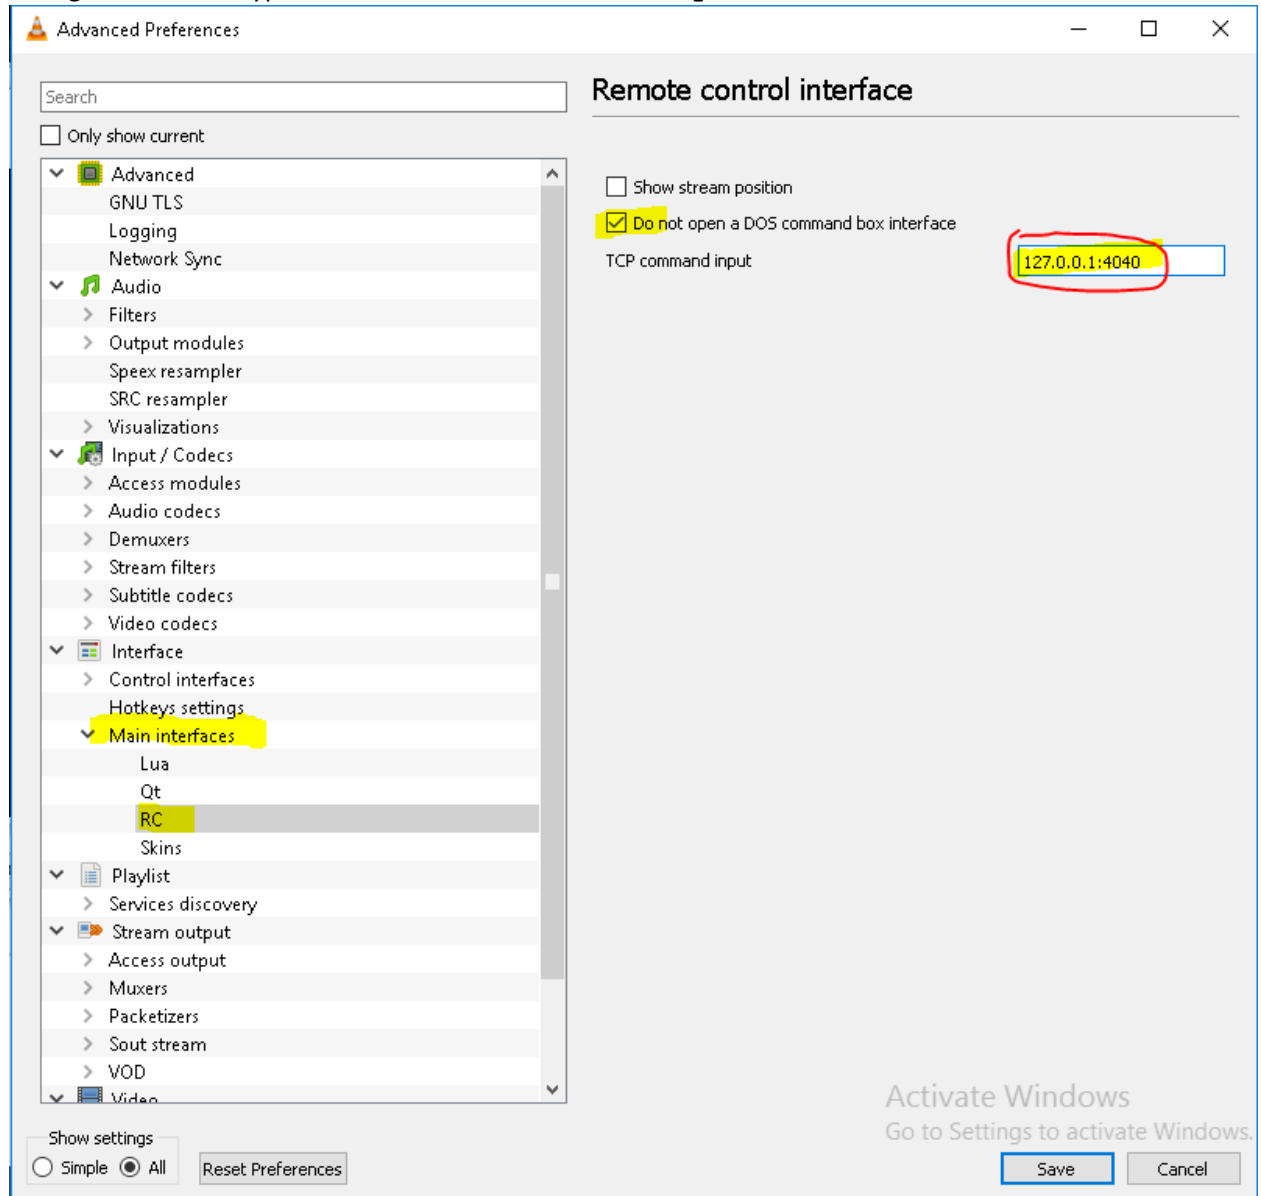 Advanced Preferences
Search
Only show current
Advanced
GNU TLS
Logging
Network Sync
Audio
Filters
Output modules
Speex resampler
SRC resampler
Visualizations
Input / Codecs
Access modules
Audio codecs
Demuxers
Stream filters
Subtitle codecs
Video codecs
Interface
Control interfaces
Hotkeys settings
Main interfaces
Lua
Qt
RC
Skins
Playlist
Services discovery
Stream output
Access output
Muxers
Packetizers
Sout stream
VOD
Video
Show settings
Simple All Reset Preferences
Remote control interface
Show stream position
Do not open a DOS command box interface
TCP command input 127.0.0.1:4040
Activate Windows
Go to Settings to activate Windows.
Save Cancel